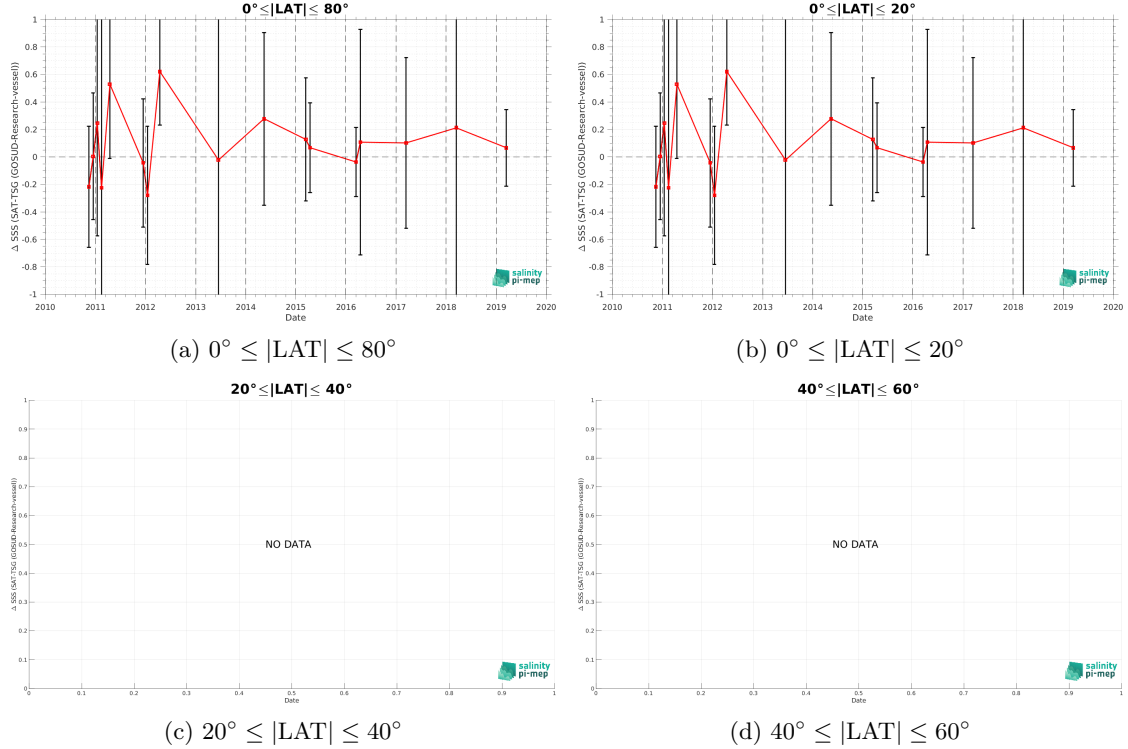 0°≤|LAT|≤ 80°
Δ SSS (SAT-TSG (GOSUD-Research-vessel))
1
0.8
0.6
0.4
0.2
0
-0.2
-0.4
-0.6
-0.8
-1
2010 2011 2012 2013 2014 2015 2016 2017 2018 2019 2020
Date
salinity
pi-mep
(a) 0° ≤ |LAT| ≤ 80°
0°≤|LAT|≤ 20°
Δ SSS (SAT-TSG (GOSUD-Research-vessel))
1
0.8
0.6
0.4
0.2
0
-0.2
-0.4
-0.6
-0.8
-1
2010 2011 2012 2013 2014 2015 2016 2017 2018 2019 2020
Date
salinity
pi-mep
(b) 0° ≤ |LAT| ≤ 20°
20°≤|LAT|≤ 40°
Δ SSS (SAT-TSG (GOSUD-Research-vessel))
1
0.9
0.8
0.7
0.6
0.5
0.4
0.3
0.2
0.1
0
NO DATA
0 0.1 0.2 0.3 0.4 0.5 0.6 0.7 0.8 0.9 1
Date
salinity
pi-mep
(c) 20° ≤ |LAT| ≤ 40°
40°≤|LAT|≤ 60°
Δ SSS (SAT-TSG (GOSUD-Research-vessel))
1
0.9
0.8
0.7
0.6
0.5
0.4
0.3
0.2
0.1
0
NO DATA
0 0.1 0.2 0.3 0.4 0.5 0.6 0.7 0.8 0.9 1
Date
salinity
pi-mep
(d) 40° ≤ |LAT| ≤ 60°